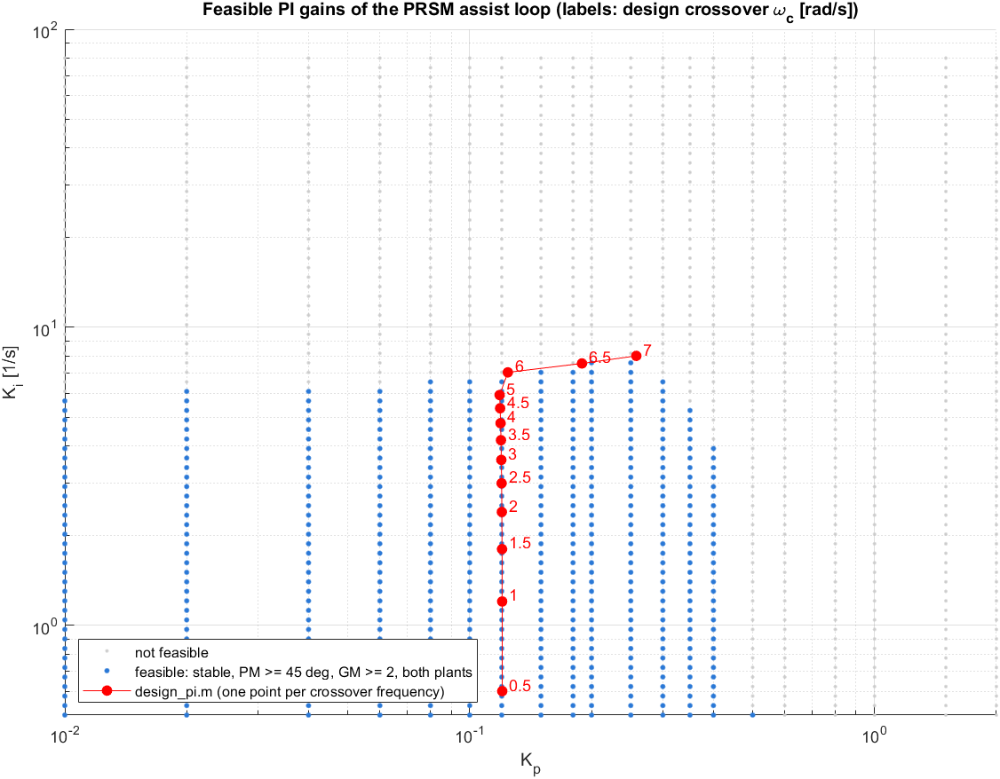 Feasible PI gains of the PRSM assist loop (labels: design crossover ω_c [rad/s])
10^2
10^1
10^0
K_i [1/s]
7
6.5
6
5
4.5
4
3.5
3
2.5
2
1.5
1
0.5
not feasible
feasible: stable, PM >= 45 deg, GM >= 2, both plants
design_pi.m (one point per crossover frequency)
10^-2 10^-1 10^0
K_p